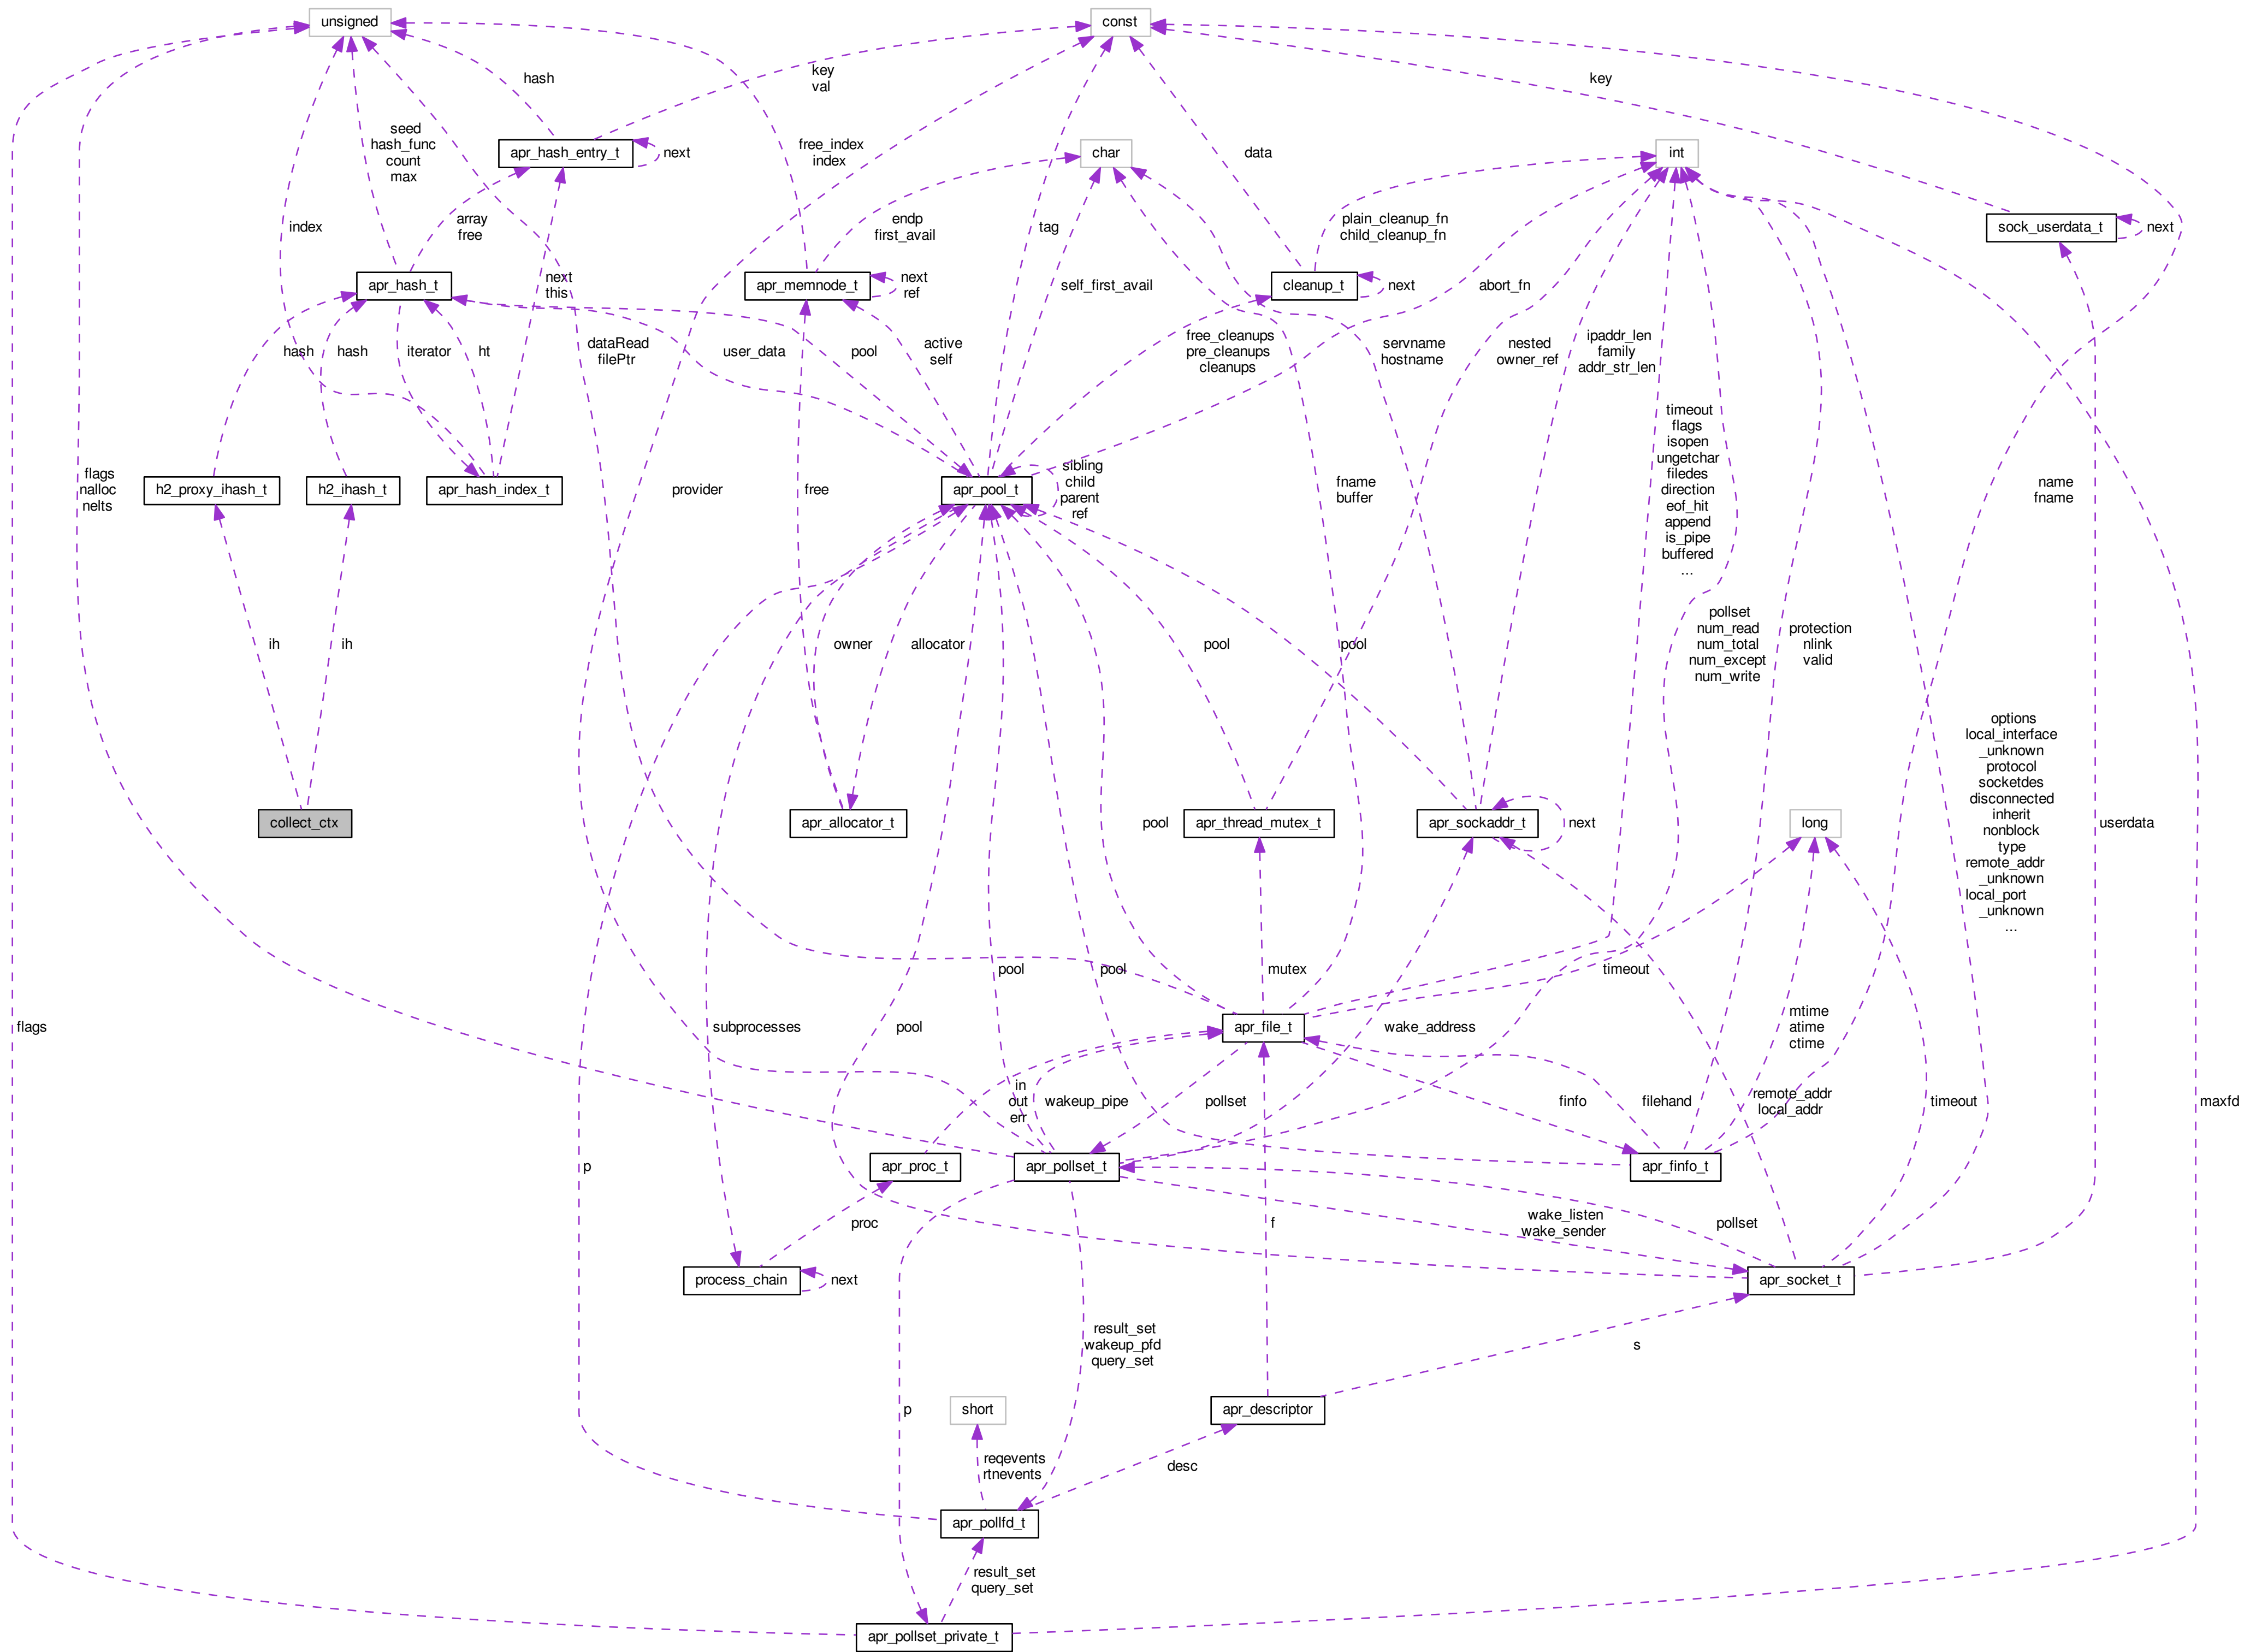 unsigned
const
hash
key
val
key
seed
hash_func
count
max
apr_hash_entry_t
next
free_index
index
char
data
int
index
array
free
endp
first_avail
tag
plain_cleanup_fn
child_cleanup_fn
sock_userdata_t
next
apr_hash_t
next
this
apr_memnode_t
next
ref
self_first_avail
cleanup_t
next
abort_fn
hash
hash
iterator
ht
dataRead
filePtr
user_data
pool
active
self
free_cleanups
pre_cleanups
cleanups
servname
hostname
nested
owner_ref
ipaddr_len
family
addr_str_len
flags
nalloc
nelts
h2_proxy_ihash_t
h2_ihash_t
apr_hash_index_t
provider
free
apr_pool_t
sibling
child
parent
ref
fname
buffer
timeout
flags
isopen
ungetchar
filedes
direction
eof_hit
append
is_pipe
buffered
...
name
fname
ih
ih
owner
allocator
pool
pool
pollset
num_read
num_total
num_except
num_write
protection
nlink
valid
collect_ctx
apr_allocator_t
pool
apr_thread_mutex_t
apr_sockaddr_t
next
long
options
local_interface
_unknown
protocol
socketdes
disconnected
inherit
nonblock
type
remote_addr
_unknown
local_port
_unknown
...
userdata
flags
subprocesses
pool
pool
pool
mutex
timeout
apr_file_t
wake_address
mtime
atime
ctime
p
in
out
err
wakeup_pipe
pollset
finfo
filehand
remote_addr
local_addr
timeout
maxfd
apr_proc_t
apr_pollset_t
apr_finfo_t
proc
f
wake_listen
wake_sender
pollset
process_chain
next
apr_socket_t
result_set
wakeup_pfd
query_set
s
p
short
apr_descriptor
reqevents
rtnevents
desc
apr_pollfd_t
result_set
query_set
apr_pollset_private_t